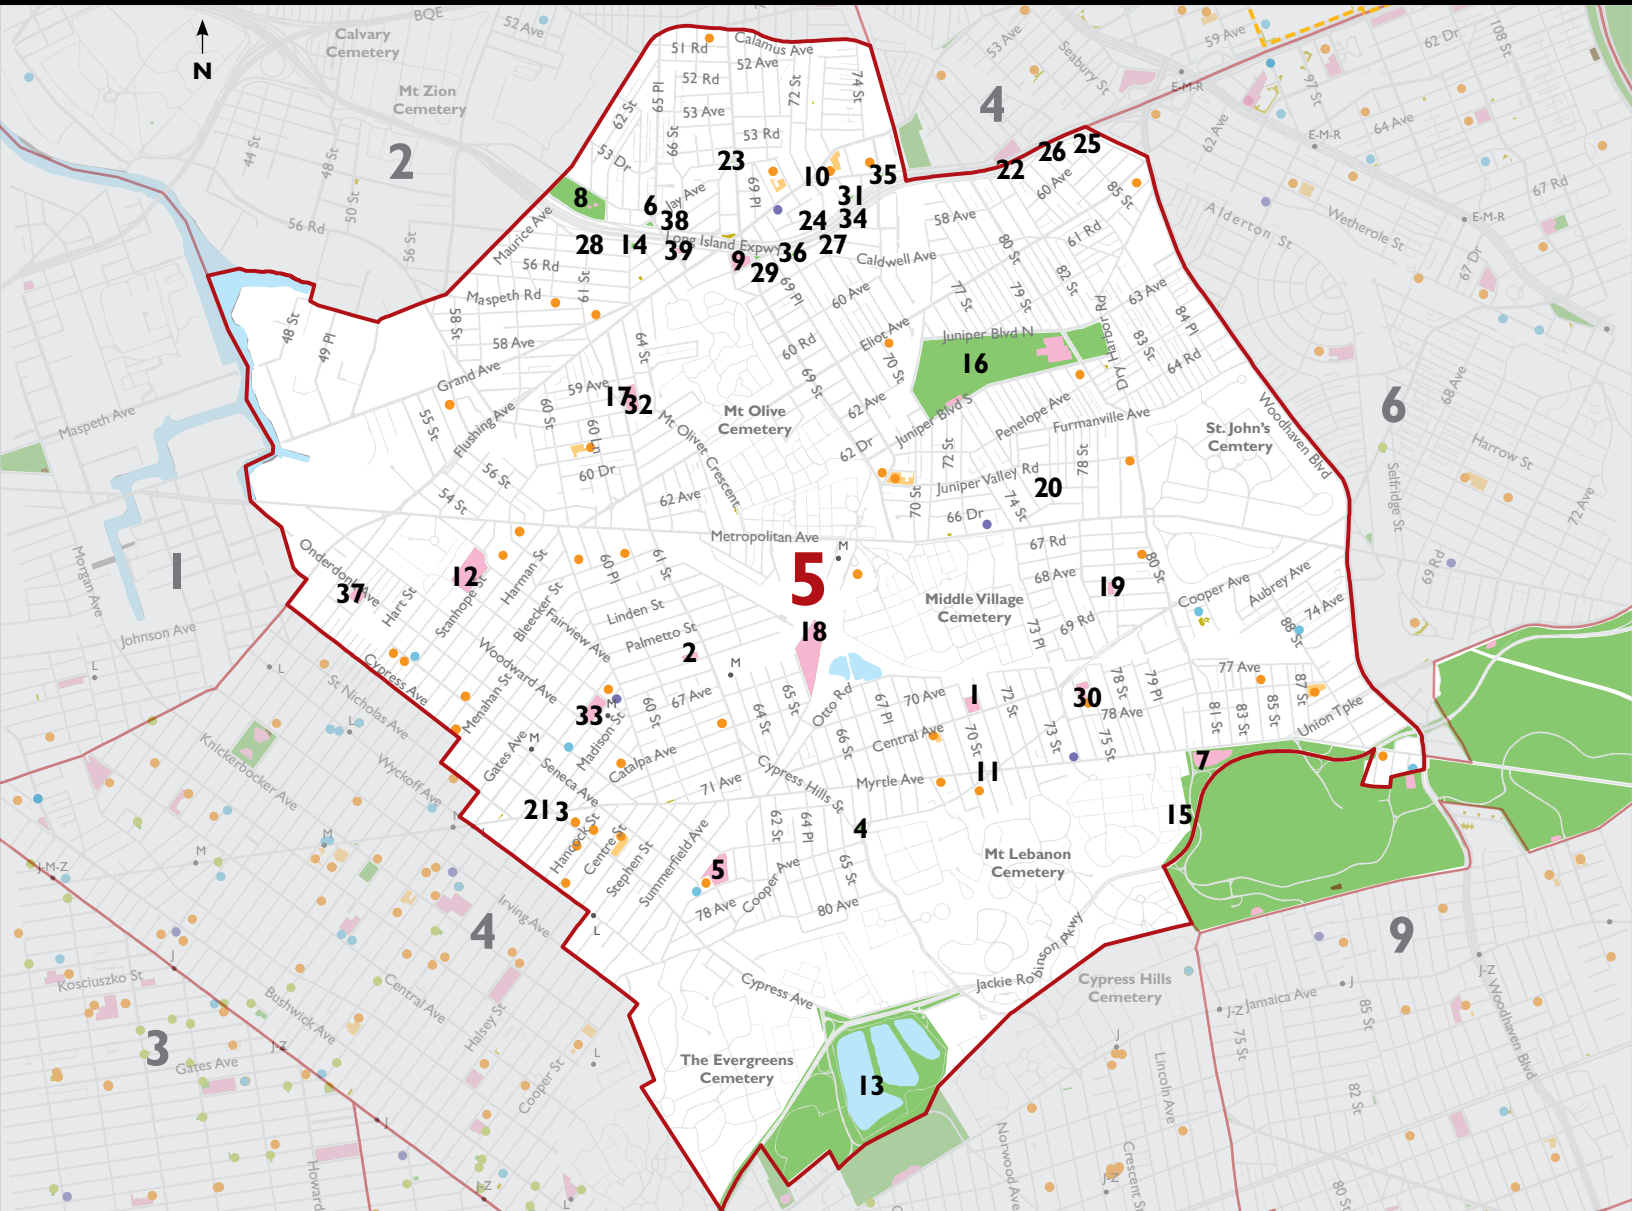 BQE
52 Ave
Calvary
Cemetery
N
51 Rd
Calamus Ave
52 Ave
53 Ave
Seabury St
59 Ave
62 Dr
108 St
Mt Zion
Cemetery
52 Rd
65 Pl
72 St
74 St
E-M-R
97 St
4
62 St
53 Ave
44 St
48 St
2
66 St
53 Rd
53 Dr
23
62 Ave
E-M-R
64 Ave
26
25
22
60 Ave
85 St
67 Rd
10
35
8
6
Jay Ave
69 Pl
31
50 St
56 Rd
56 St
Maurice Ave
38
24
34
58 Ave
61 Rd
Alderton St
Wetherole St
E-M-R
28
14
Long Island Expwy
39
9
36
27
29
Caldwell Ave
80 St
82 St
67 Dr
56 Rd
61 St
Maspeth Rd
69 Pl
60 Ave
77 St
79 St
63 Ave
84 Pl
48 St
49 Pl
58 St
58 Ave
64 St
60 Rd
Eliot Ave
Juniper Blvd N
Dry Harbor Rd
83 St
64 Rd
16
70 St
Grand Ave
59 Ave
17
32
69 St
62 Ave
Juniper Blvd S
Penelope Ave
Furmanville Ave
68 Ave
6
Maspeth Ave
55 St
Flushing Ave
60 St
60 Ln
Mt Olivet Crescent
Mt Olive
Cemetery
St. John's
Cemtery
Woodhaven Blvd
62 Dr
72 St
78 St
Harrow St
56 St
60 Dr
54 St
62 Ave
Juniper Valley Rd
20
70 St
74 St
66 Dr
Selfridge St
72 Ave
Metropolitan Ave
M
67 Rd
Morgan Ave
1
Onderdonk Ave
37
12
Hart St
Stanhope St
Harman St
Bleecker St
60 Pl
61 St
5
68 Ave
80 St
19
69 Rd
Cooper Ave
Aubrey Ave
74 Ave
88 St
69 Rd
Johnson Ave
L
Linden St
Fairview Ave
Palmetto St
18
Middle Village
Cemetery
73 Pl
L
Cypress Ave
Woodward Ave
2
M
St Nicholas Ave
L
Menahan St
33
M
60 St
67 Ave
65 St
Otto Rd
67 Pl
70 Ave
1
72 St
30
78 St
79 Pl
77 Ave
87 St
78 Ave
81 St
83 St
85 St
Union Tpke
Knickerbocker Ave
Wyckoff Ave
Gates Ave
M
Seneca Ave
Madison St
Catalpa Ave
64 St
66 St
Central Ave
70 St
73 St
75 St
7
71 Ave
Cypress Hills St
Myrtle Ave
11
15
21
3
M
M
M
J-M-Z
Hancock St
Centre St
Stephen St
Summerfield Ave
62 St
64 Pl
4
65 St
Mt Lebanon
Cemetery
5
Cooper Ave
78 Ave
80 Ave
Irving Ave
4
L
J
9
Jackie Robinson Pkwy
Kosciuszko St
Central Ave
Bushwick Ave
Halsey St
Cypress Ave
Cypress Hills
Cemetery
J
J-Z
Jamaica Ave
J-Z
85 St
Woodhaven Blvd
3
Gates Ave
J-Z
L
The Evergreens
Cemetery
13
J
75 St
Lincoln Ave
Cooper St
82 St
J
Howard
J-Z
L
Norwood Ave
Crescent St
J-Z
80 St